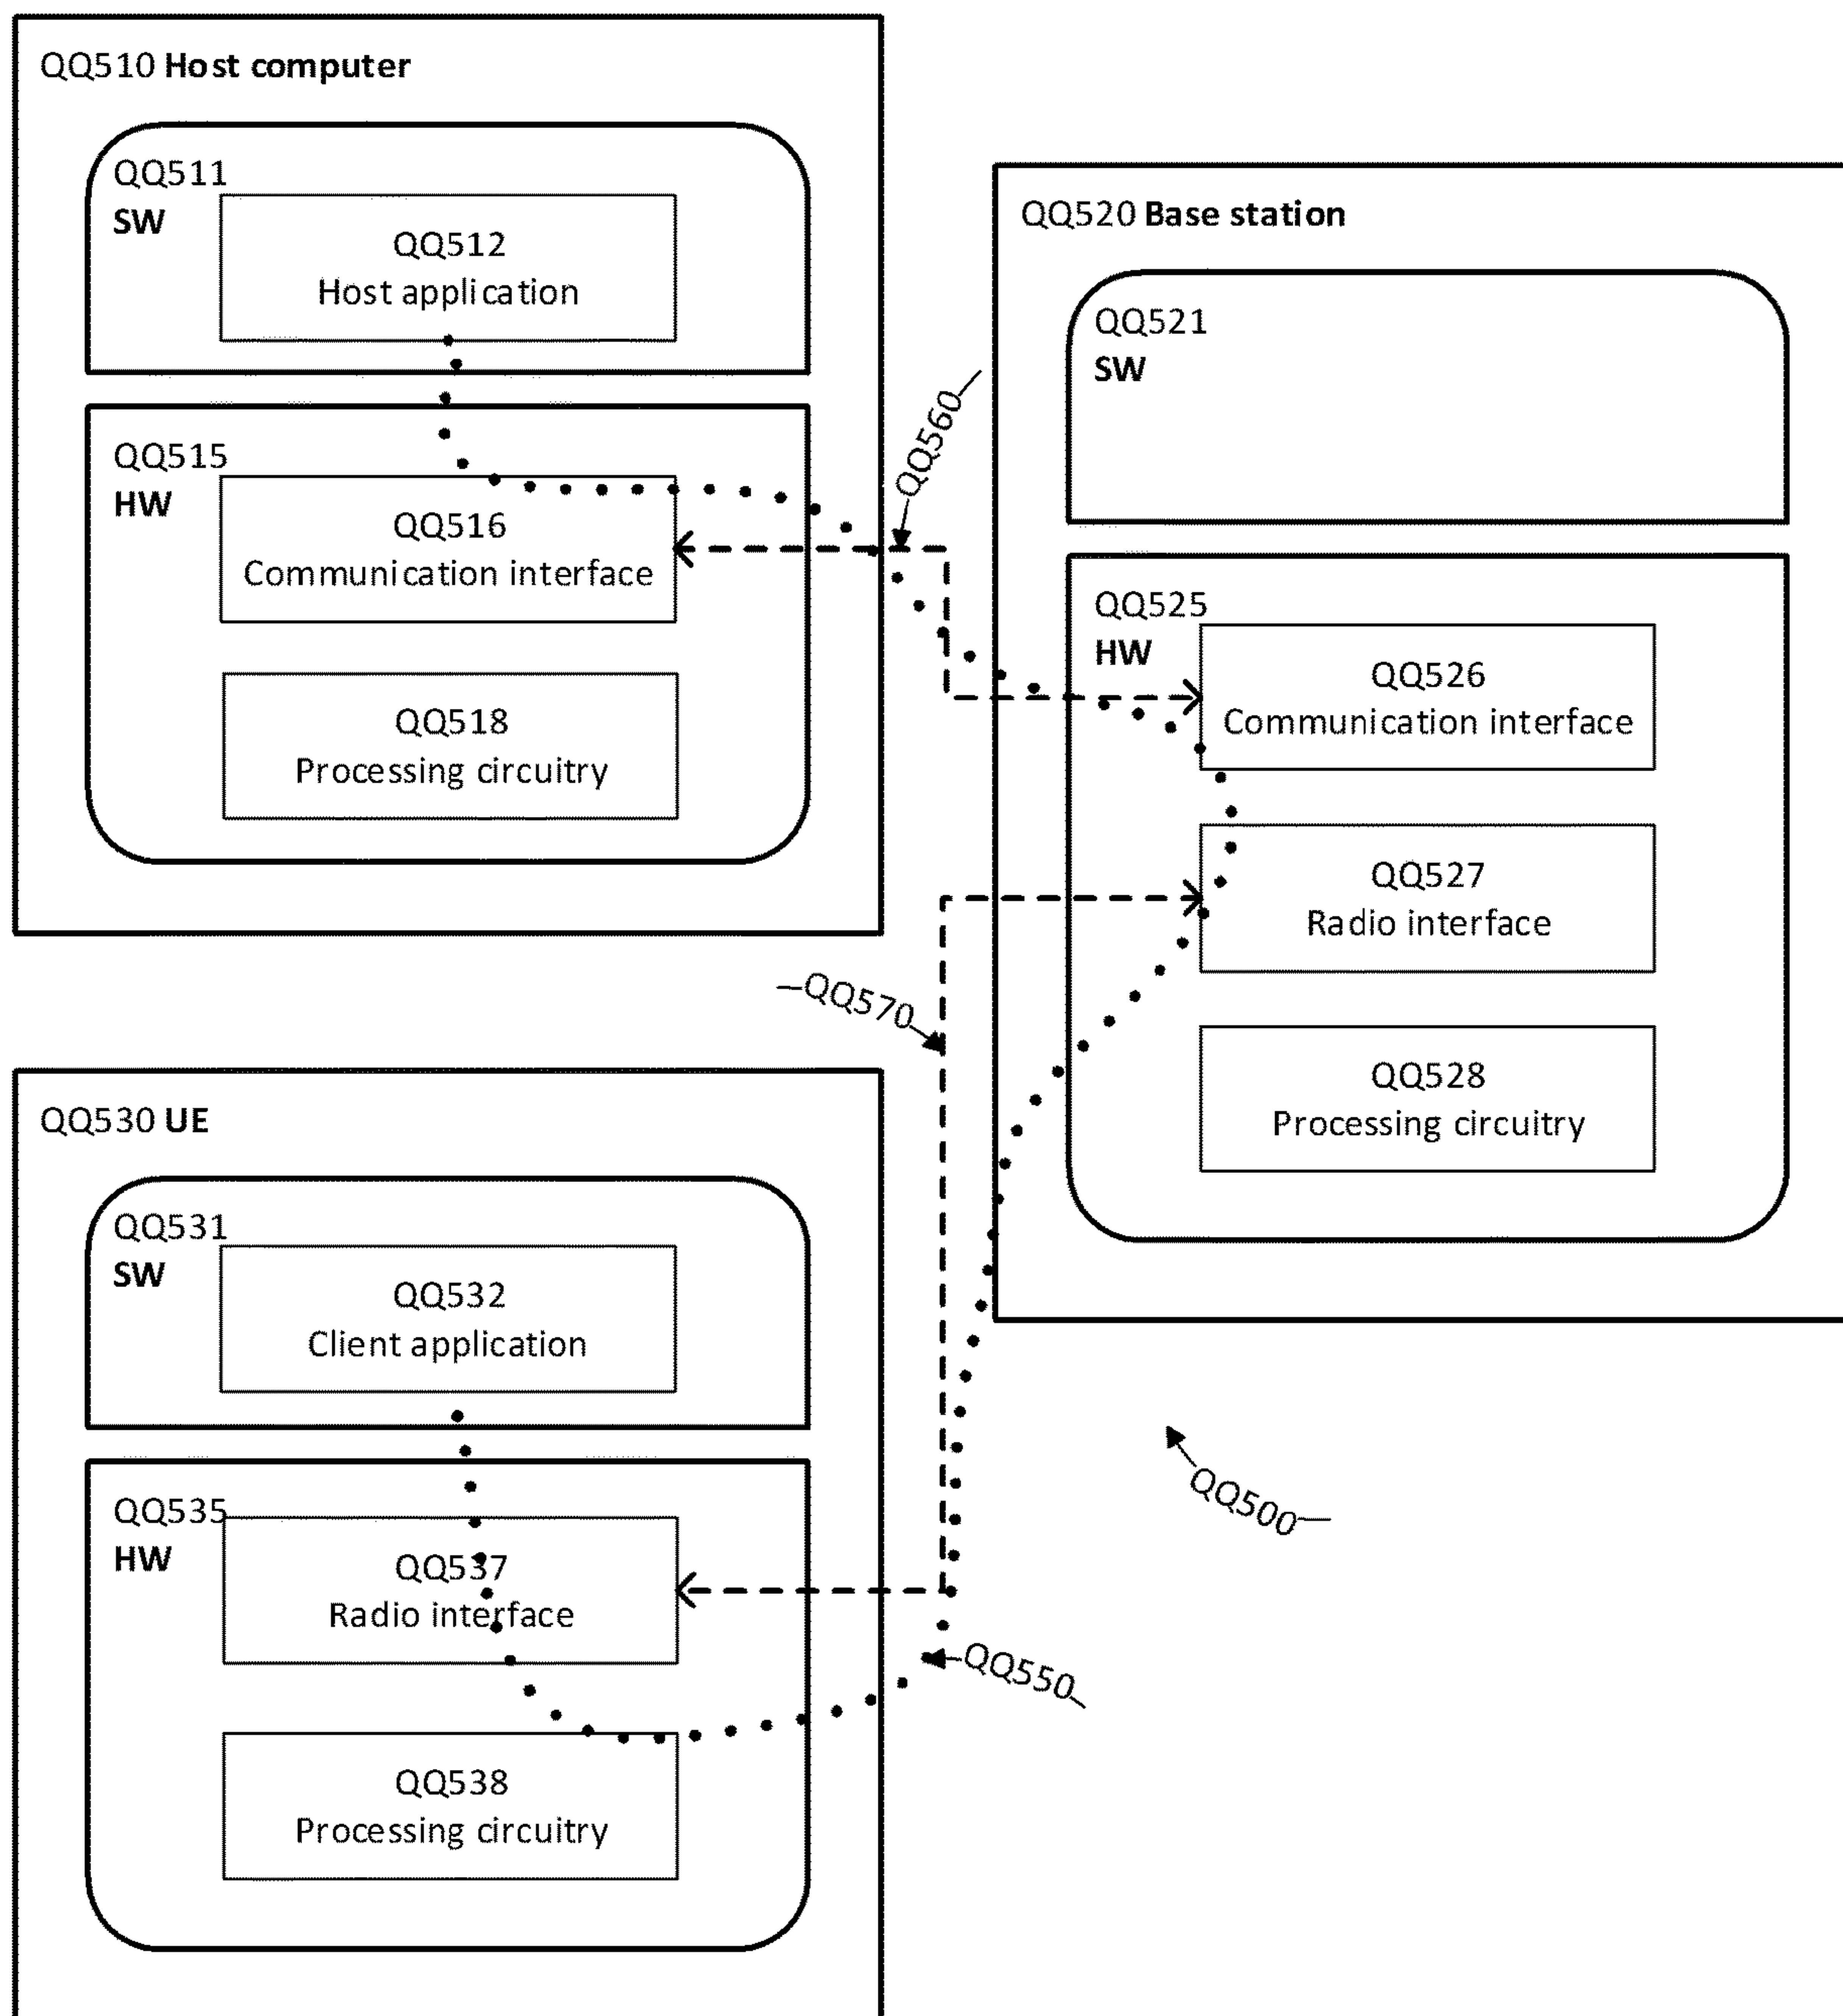 QQ510 Host computer
QQ511
SW
QQ512
Host application
QQ515
HW
QQ516
Communication interface
QQ518
Processing circuitry
QQ560
QQ520 Base station
QQ521
SW
QQ525
HW
QQ526
Communication interface
QQ527
Radio interface
QQ528
Processing circuitry
QQ570
QQ530 UE
QQ531
SW
QQ532
Client application
QQ535
HW
QQ537
Radio interface
QQ538
Processing circuitry
QQ550
QQ500